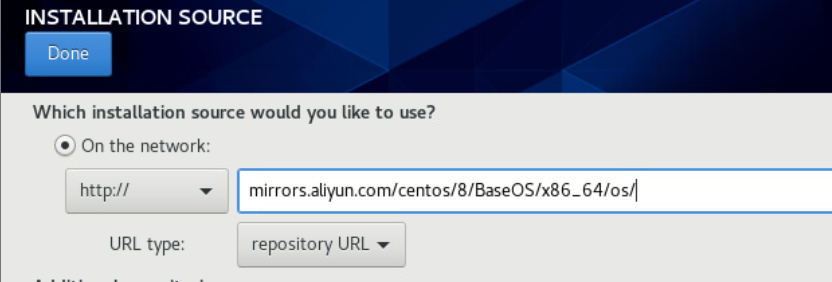 INSTALLATION SOURCE
Done
Which installation source would you like to use?
On the network:
http:// mirrors.aliyun.com/centos/8/BaseOS/x86_64/os/
URL type: repository URL